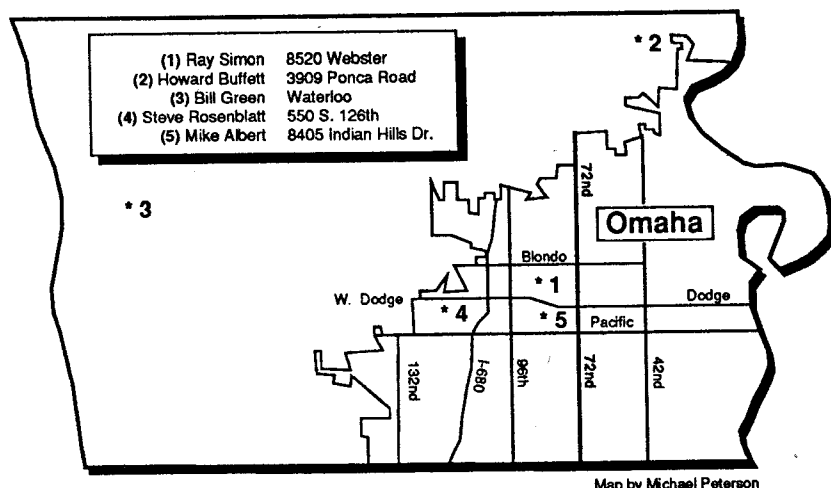 (1) Ray Simon 8520 Webster
(2) Howard Buffett 3909 Ponca Road
(3) Bill Green Waterloo
(4) Steve Rosenblatt 550 S. 126th
(5) Mike Albert 8405 Indian Hills Dr.
* 2
* 3
72nd
Omaha
Blondo
* 1
W. Dodge
Dodge
* 4
* 5
Pacific
132nd
I-680
96th
72nd
42nd
Map by Michael Peterson